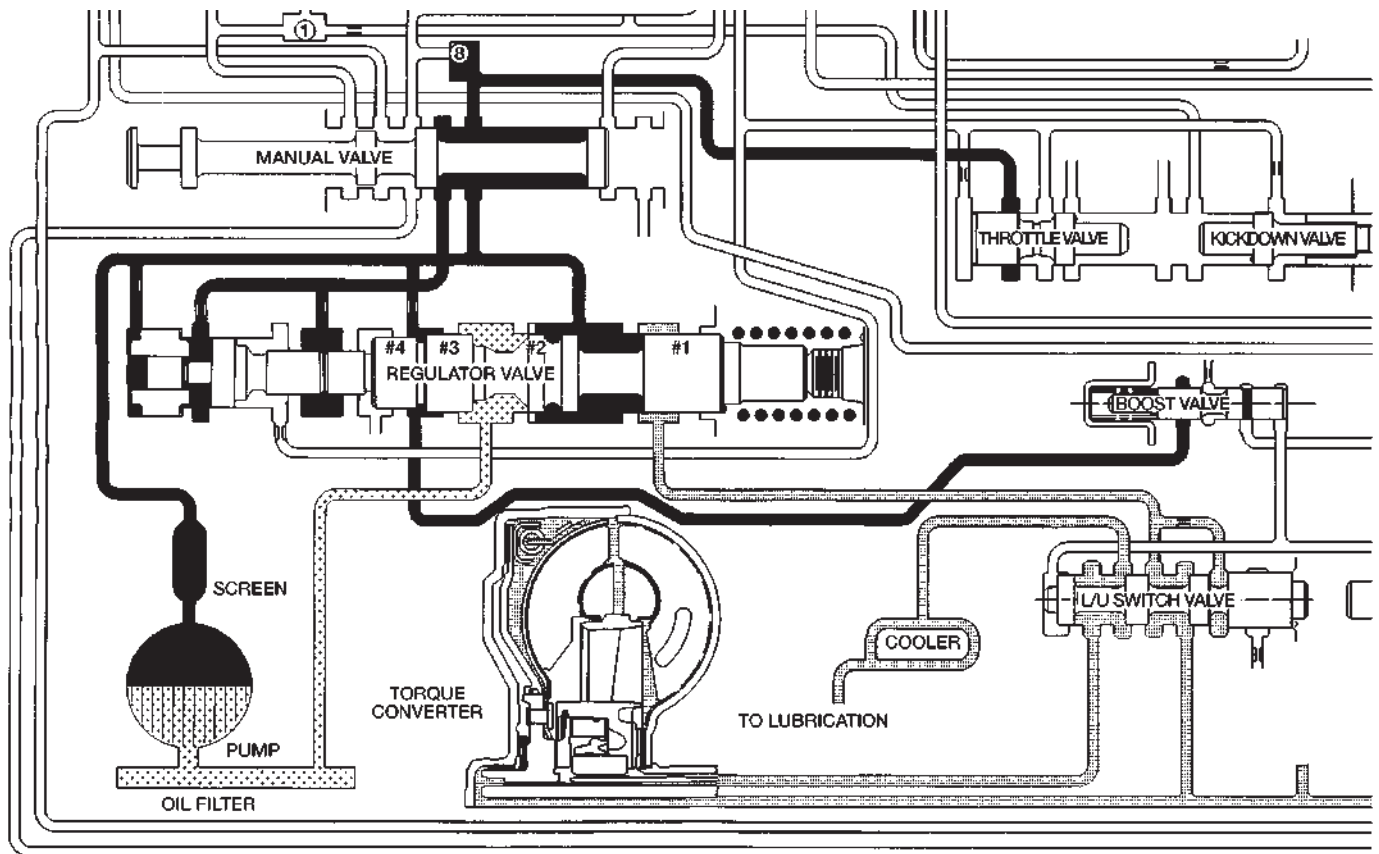 1
8
MANUAL VALVE
THROTTLE VALVE
KICKDOWN VALVE
#4
#3
#2
#1
REGULATOR VALVE
BOOST VALVE
SCREEN
L/U SWITCH VALVE
COOLER
TORQUE
CONVERTER
TO LUBRICATION
PUMP
OIL FILTER